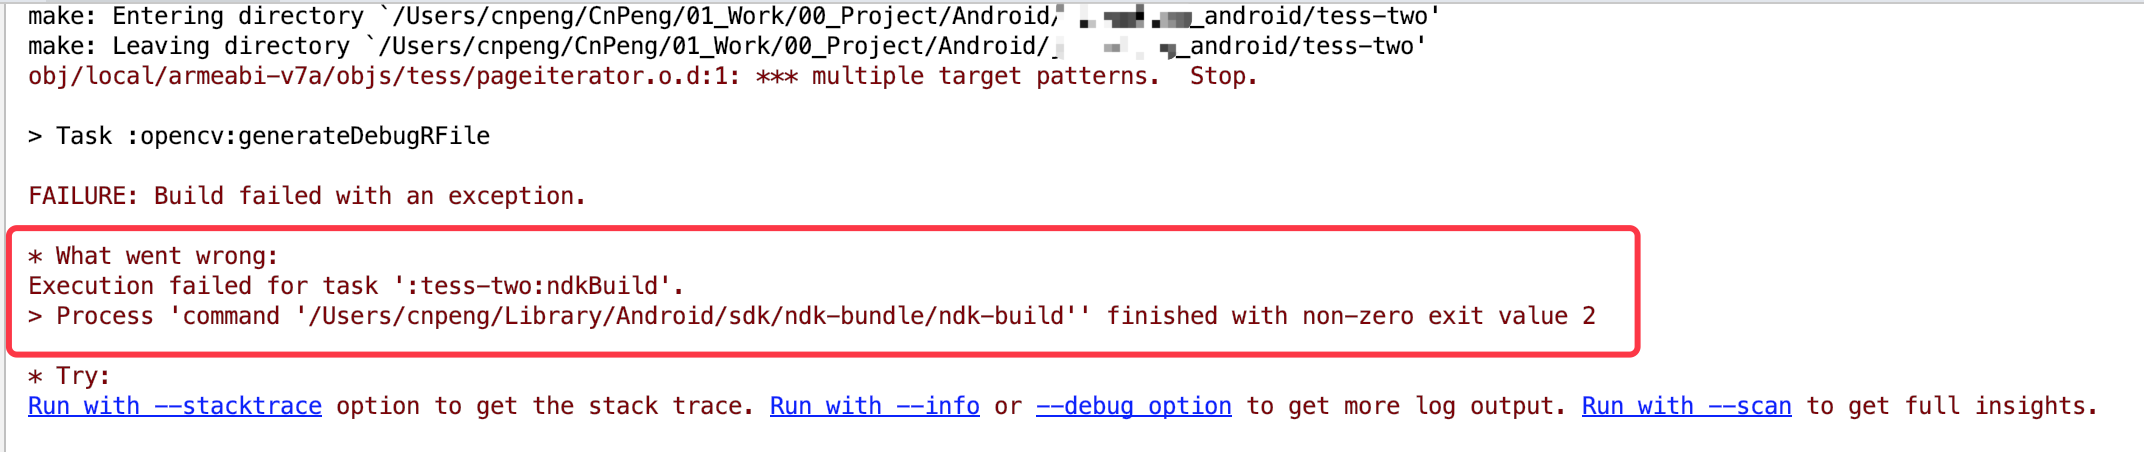 make: Entering directory `/Users/cnpeng/CnPeng/01_Work/00_Project/Android/ _android/tess-two'
make: Leaving directory `/Users/cnpeng/CnPeng/01_Work/00_Project/Android/ _android/tess-two'
obj/local/armeabi-v7a/objs/tess/pageiterator.o.d:1: *** multiple target patterns.  Stop.
> Task :opencv:generateDebugRFile
FAILURE: Build failed with an exception.
* What went wrong:
Execution failed for task ':tess-two:ndkBuild'.
> Process 'command '/Users/cnpeng/Library/Android/sdk/ndk-bundle/ndk-build'' finished with non-zero exit value 2
* Try:
Run with --stacktrace option to get the stack trace. Run with --info or --debug option to get more log output. Run with --scan to get full insights.